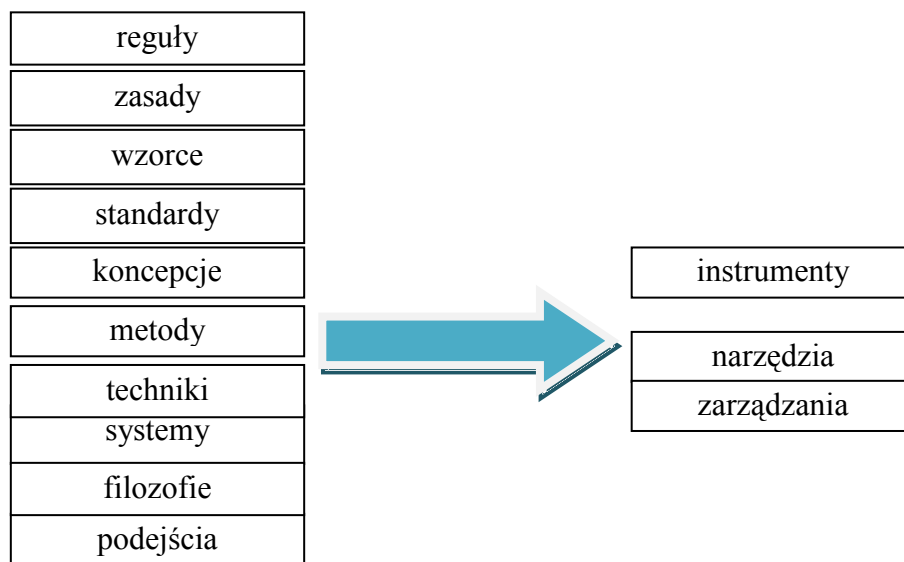 reguły
zasady
wzorce
standardy
koncepcje
metody
techniki
systemy
filozofie
podejścia
instrumenty
narzędzia
zarządzania